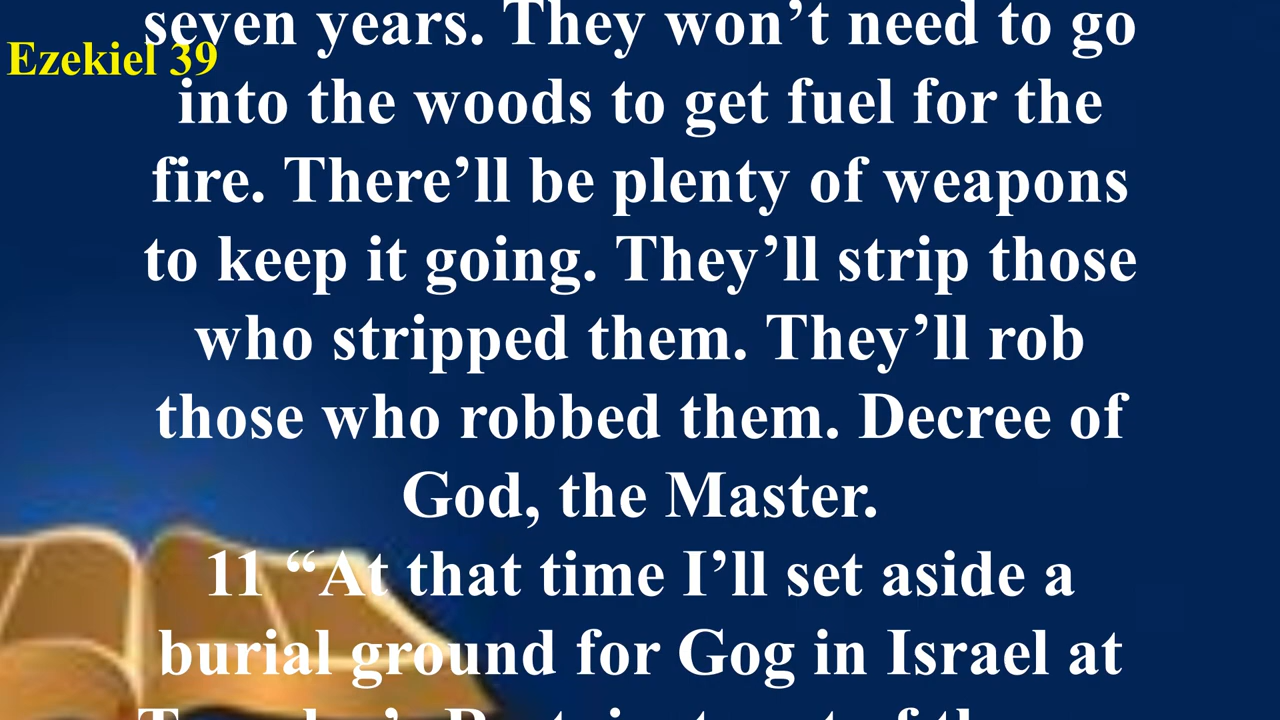 Ezekiel 39
seven years. They won’t need to go
into the woods to get fuel for the
fire. There’ll be plenty of weapons
to keep it going. They’ll strip those
who stripped them. They’ll rob
those who robbed them. Decree of
God, the Master.
11 “At that time I’ll set aside a
burial ground for Gog in Israel at